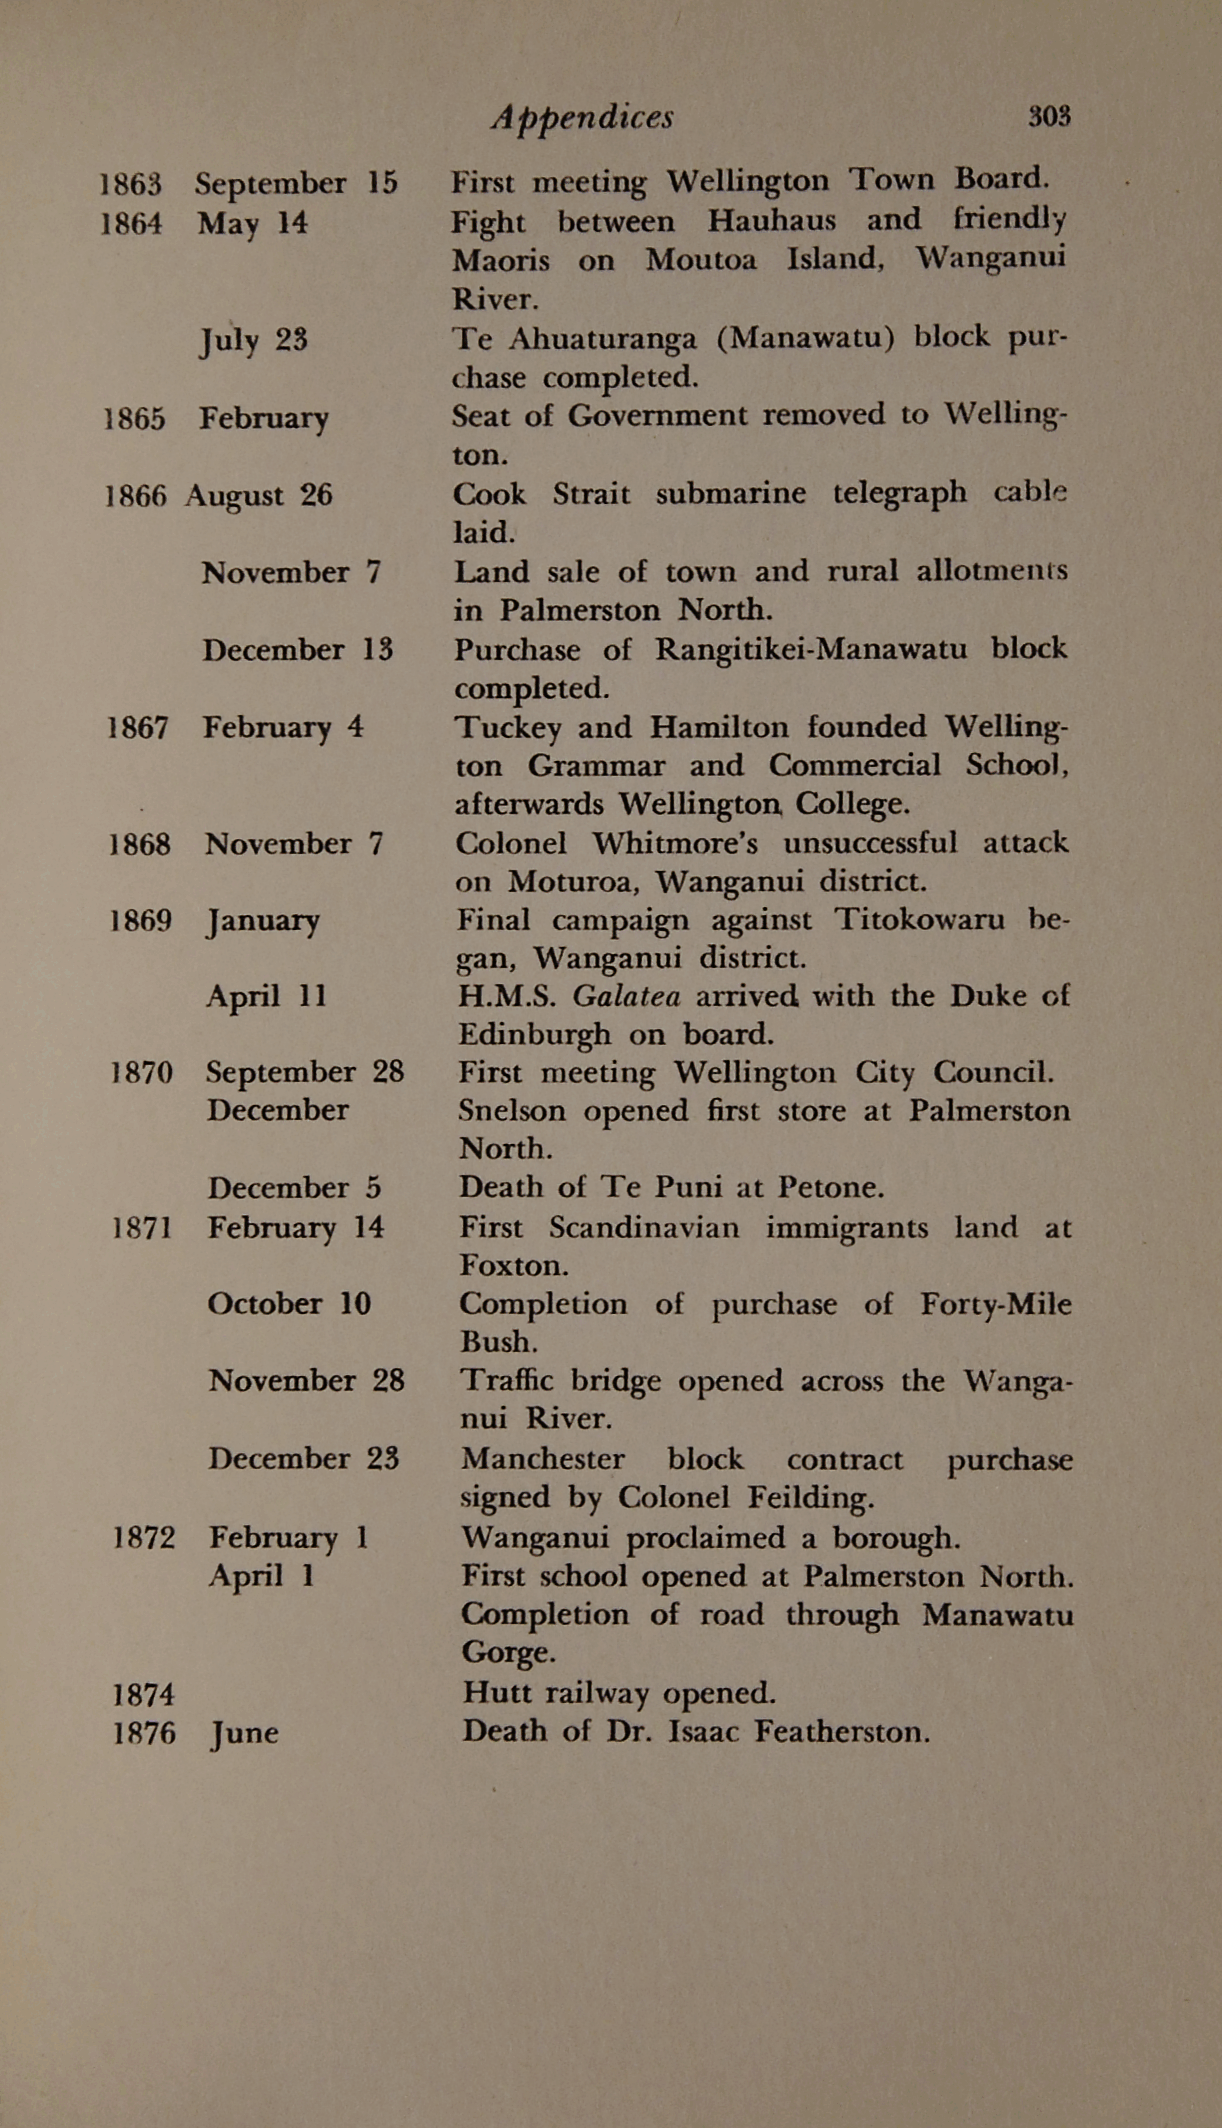 Appendices 303
1863 September 15 First meeting Wellington Town Board.
1864 May 14 Fight between Hauhaus and friendly
Maoris on Moutoa Island, Wanganui
River.
July 23 Te Ahuaturanga (Manawatu) block pur-
chase completed.
1865 February Seat of Government removed to Welling-
ton.
1866 August 26 Cook Strait submarine telegraph cable
laid.
November 7 Land sale of town and rural allotments
in Palmerston North.
December 13 Purchase of Rangitikei-Manawatu block
completed.
1867 February 4 Tuckey and Hamilton founded Welling-
ton Grammar and Commercial School,
afterwards Wellington College.
1868 November 7 Colonel Whitmore's unsuccessful attack
on Moturoa, Wanganui district.
1869 January Final campaign against Titokowaru be-
gan, Wanganui district.
April 11 H.M.S. Galatea arrived with the Duke of
Edinburgh on board.
1870 September 28 First meeting Wellington City Council.
December Snelson opened first store at Palmerston
North.
December 5 Death of Te Puni at Petone.
1871 February 14 First Scandinavian immigrants land at
Foxton.
October 10 Completion of purchase of Forty-Mile
Bush.
November 28 Traffic bridge opened across the Wanga-
nui River.
December 23 Manchester block contract purchase
signed by Colonel Feilding.
1872 February 1 Wanganui proclaimed a borough.
April 1 First school opened at Palmerston North.
Completion of road through Manawatu
Gorge.
1874 Hutt railway opened.
1876 June Death of Dr. Isaac Featherston.